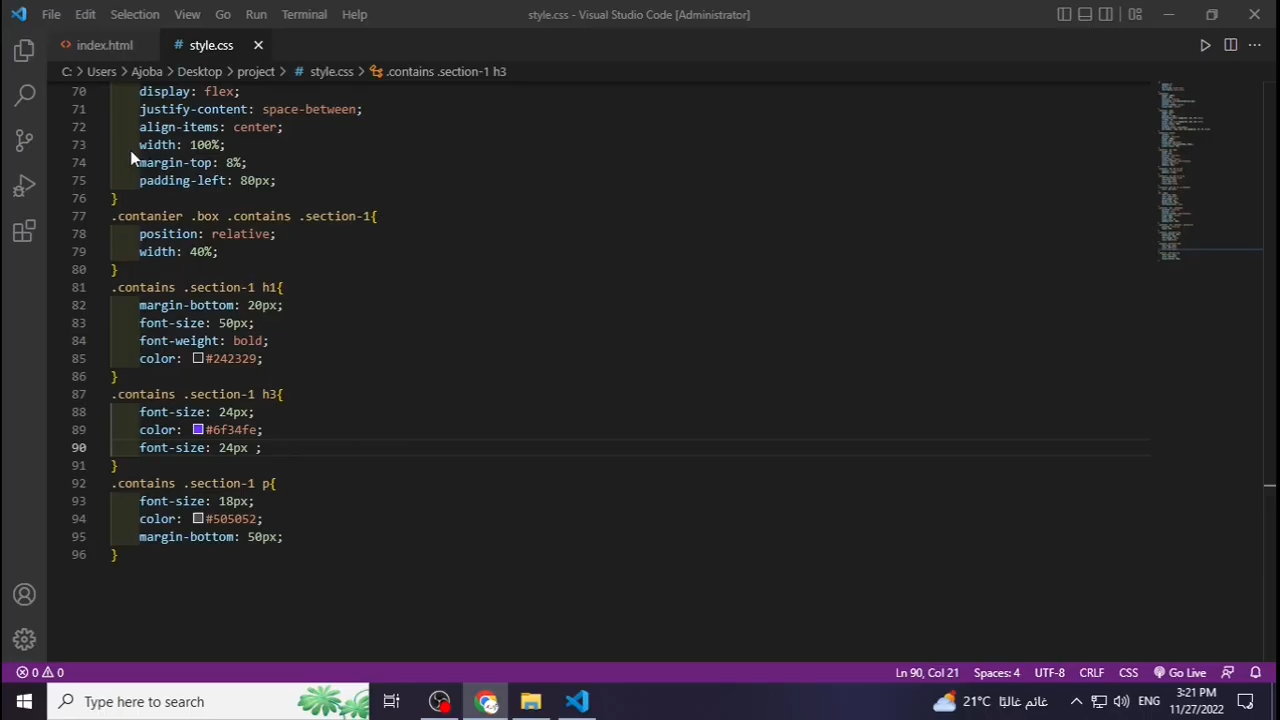 File Edit Selection View Go Run Terminal Help
style.css - Visual Studio Code [Administrator]
index.html
# style.css
C: > Users > Ajoba > Desktop > project > # style.css > .contains .section-1 h3
70 display: flex;
71 justify-content: space-between;
72 align-items: center;
73 width: 100%;
74 margin-top: 8%;
75 padding-left: 80px;
76 }
77 .contanier .box .contains .section-1{
78 position: relative;
79 width: 40%;
80 }
81 .contains .section-1 h1{
82 margin-bottom: 20px;
83 font-size: 50px;
84 font-weight: bold;
85 color: #242329;
86 }
87 .contains .section-1 h3{
88 font-size: 24px;
89 color: #6f34fe;
90 font-size: 24px ;
91 }
92 .contains .section-1 p{
93 font-size: 18px;
94 color: #505052;
95 margin-bottom: 50px;
96 }
0 0
Ln 90, Col 21 Spaces: 4 UTF-8 CRLF CSS Go Live
Type here to search
21°C غائم غالبًا ENG
3:21 PM
11/27/2022